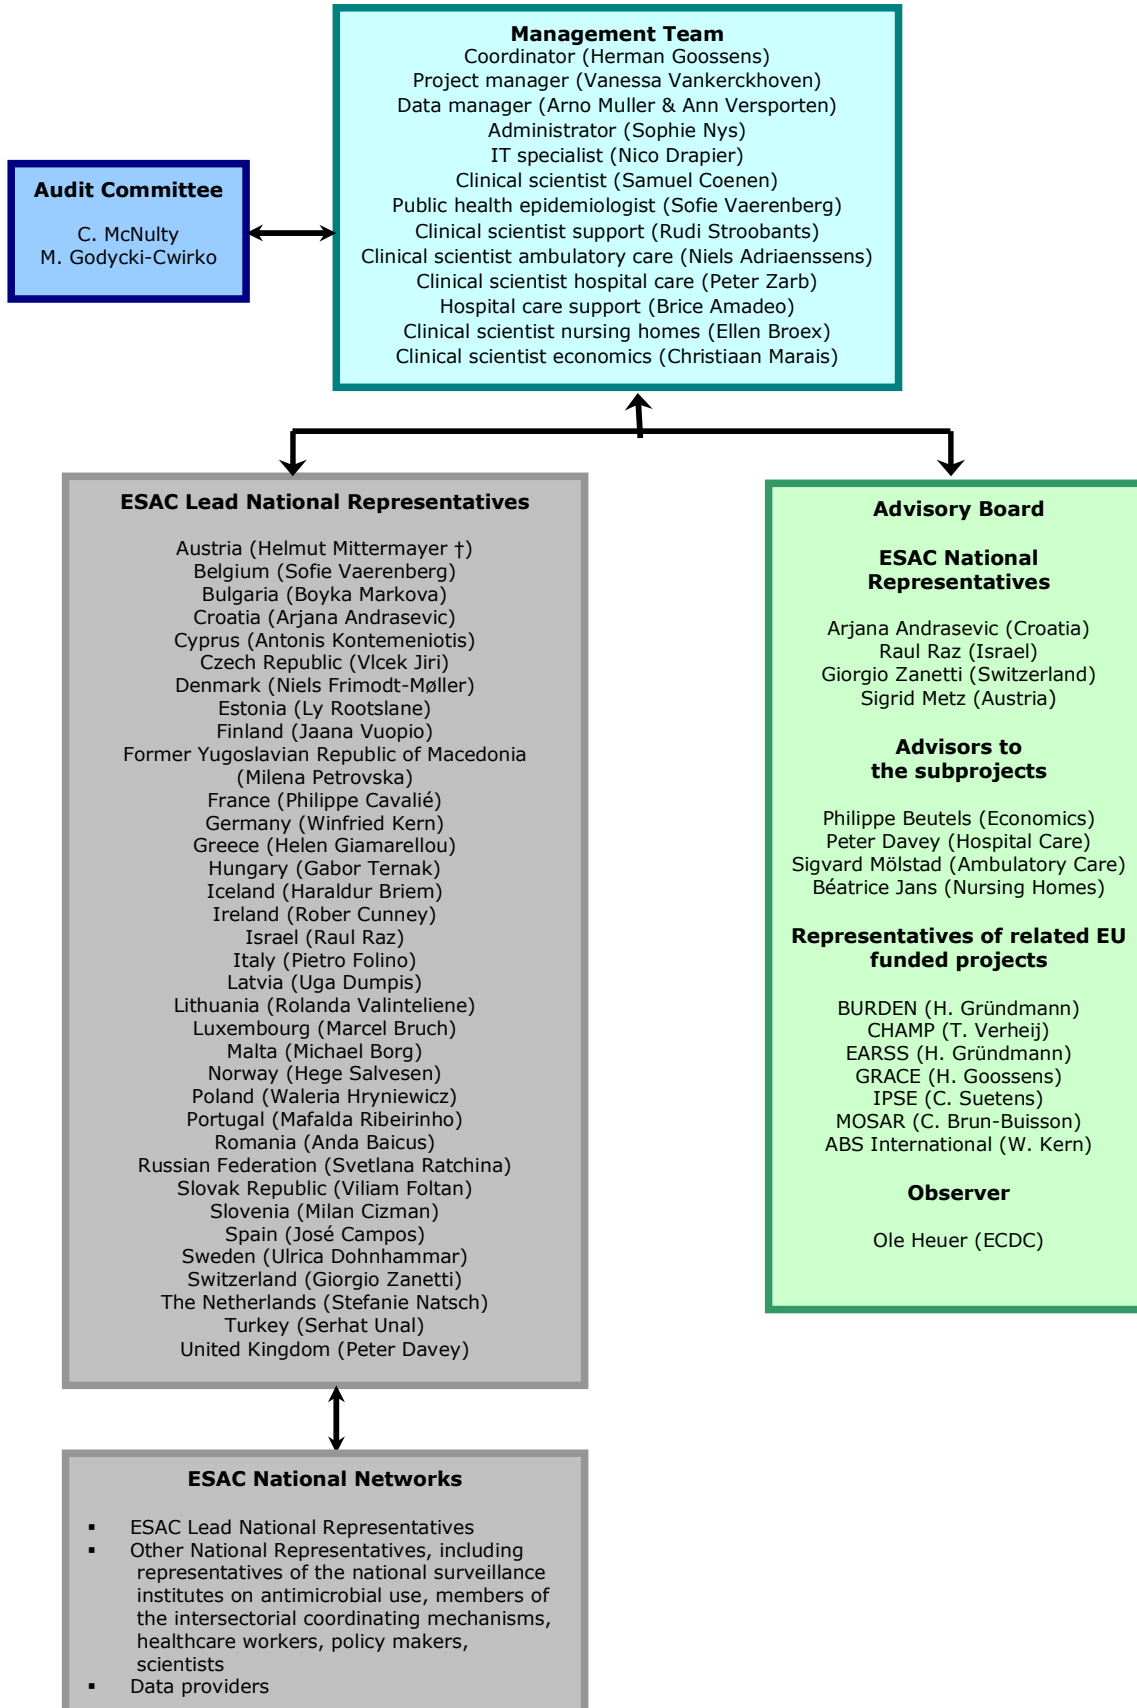 Management Team
Coordinator (Herman Goossens)
Project manager (Vanessa Vankerckhoven)
Data manager (Arno Muller & Ann Versporten)
Administrator (Sophie Nys)
IT specialist (Nico Drapier)
Clinical scientist (Samuel Coenen)
Public health epidemiologist (Sofie Vaerenberg)
Clinical scientist support (Rudi Stroobants)
Clinical scientist ambulatory care (Niels Adriaenssens)
Clinical scientist hospital care (Peter Zarb)
Hospital care support (Brice Amadeo)
Clinical scientist nursing homes (Ellen Broex)
Clinical scientist economics (Christiaan Marais)
Audit Committee
C. McNulty
M. Godycki-Cwirko
ESAC Lead National Representatives
Austria (Helmut Mittermayer †)
Belgium (Sofie Vaerenberg)
Bulgaria (Boyka Markova)
Croatia (Arjana Andrasevic)
Cyprus (Antonis Kontemeniotis)
Czech Republic (Vlcek Jiri)
Denmark (Niels Frimodt-Møller)
Estonia (Ly Rootslane)
Finland (Jaana Vuopio)
Former Yugoslavian Republic of Macedonia
(Milena Petrovska)
France (Philippe Cavalié)
Germany (Winfried Kern)
Greece (Helen Giamarellou)
Hungary (Gabor Ternak)
Iceland (Haraldur Briem)
Ireland (Rober Cunney)
Israel (Raul Raz)
Italy (Pietro Folino)
Latvia (Uga Dumpis)
Lithuania (Rolanda Valinteliene)
Luxembourg (Marcel Bruch)
Malta (Michael Borg)
Norway (Hege Salvesen)
Poland (Waleria Hryniewicz)
Portugal (Mafalda Ribeirinho)
Romania (Anda Baicus)
Russian Federation (Svetlana Ratchina)
Slovak Republic (Viliam Foltan)
Slovenia (Milan Cizman)
Spain (José Campos)
Sweden (Ulrica Dohnhammar)
Switzerland (Giorgio Zanetti)
The Netherlands (Stefanie Natsch)
Turkey (Serhat Unal)
United Kingdom (Peter Davey)
Advisory Board
ESAC National
Representatives
Arjana Andrasevic (Croatia)
Raul Raz (Israel)
Giorgio Zanetti (Switzerland)
Sigrid Metz (Austria)
Advisors to
the subprojects
Philippe Beutels (Economics)
Peter Davey (Hospital Care)
Sigvard Mölstad (Ambulatory Care)
Béatrice Jans (Nursing Homes)
Representatives of related EU
funded projects
BURDEN (H. Gründmann)
CHAMP (T. Verheij)
EARSS (H. Gründmann)
GRACE (H. Goossens)
IPSE (C. Suetens)
MOSAR (C. Brun-Buisson)
ABS International (W. Kern)
Observer
Ole Heuer (ECDC)
ESAC National Networks
▪ ESAC Lead National Representatives
▪ Other National Representatives, including
representatives of the national surveillance
institutes on antimicrobial use, members of
the intersectorial coordinating mechanisms,
healthcare workers, policy makers,
scientists
▪ Data providers